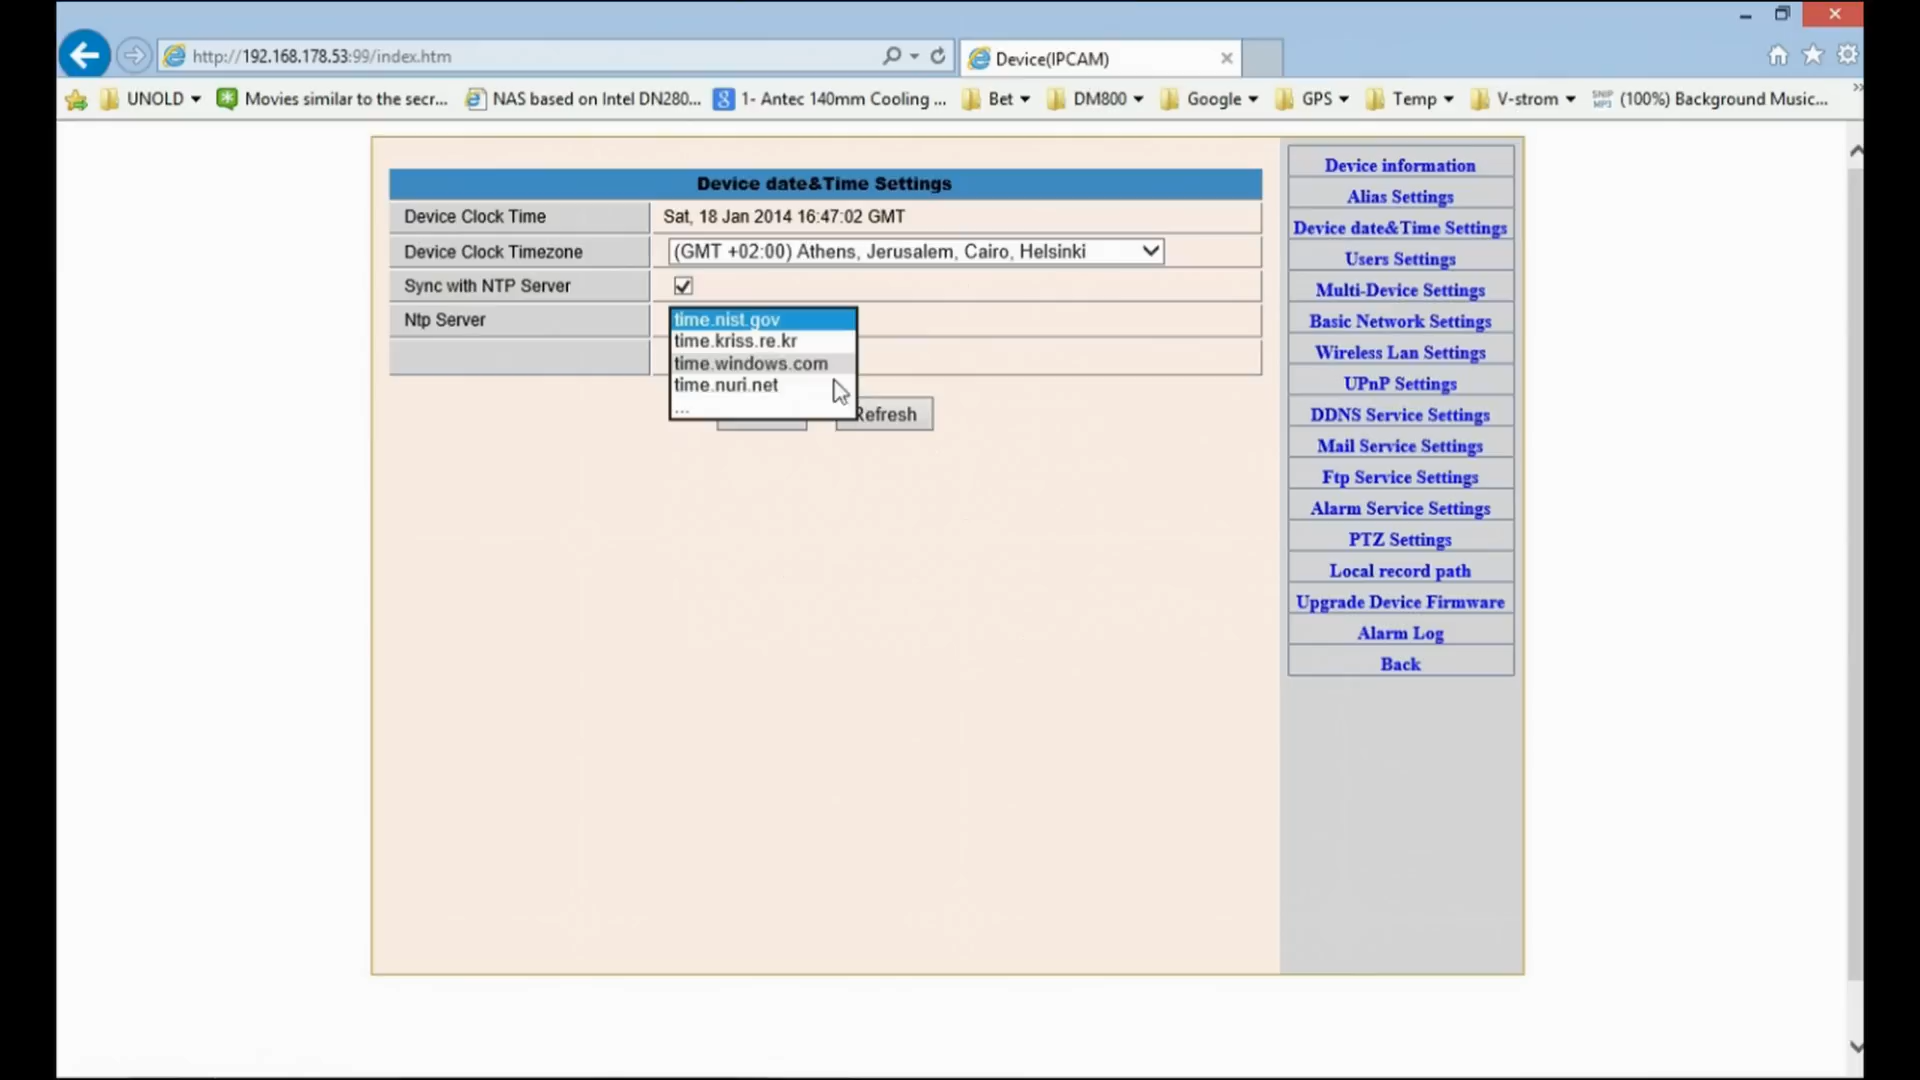 http://192.168.178.53:99/index.htm
Device(IPCAM)
UNOLD
Movies similar to the secr...
NAS based on Intel DN280...
1- Antec 140mm Cooling ...
Bet
DM800
Google
GPS
Temp
V-strom
(100%) Background Music...
Device date&Time Settings
Device Clock Time
Sat, 18 Jan 2014 16:47:02 GMT
Device Clock Timezone
(GMT +02:00) Athens, Jerusalem, Cairo, Helsinki
Sync with NTP Server
Ntp Server
time.nist.gov
time.kriss.re.kr
time.windows.com
time.nuri.net
...
Refresh
Device information
Alias Settings
Device date&Time Settings
Users Settings
Multi-Device Settings
Basic Network Settings
Wireless Lan Settings
UPnP Settings
DDNS Service Settings
Mail Service Settings
Ftp Service Settings
Alarm Service Settings
PTZ Settings
Local record path
Upgrade Device Firmware
Alarm Log
Back